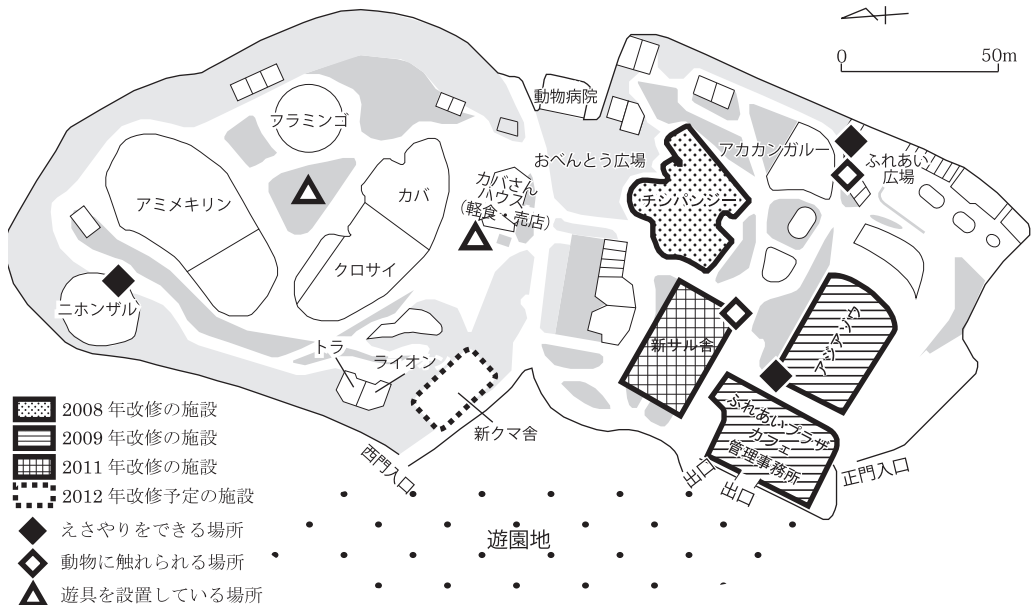 0
50m
動物病院
フラミンゴ
おべんとう広場
アカカンガルー
ふれあい
広場
カバさん
ハウス
(軽食・売店)
カバ
チンパンジー
アミメキリン
クロサイ
ニホンザル
アジアゾウ
新サル舎
トラ
ライオン
ふれあいプラザ
カフェ
管理事務所
新クマ舎
西門入口
出口
出口
正門入口
遊園地
2008 年改修の施設
2009 年改修の施設
2011 年改修の施設
2012 年改修予定の施設
えさやりをできる場所
動物に触れられる場所
遊具を設置している場所